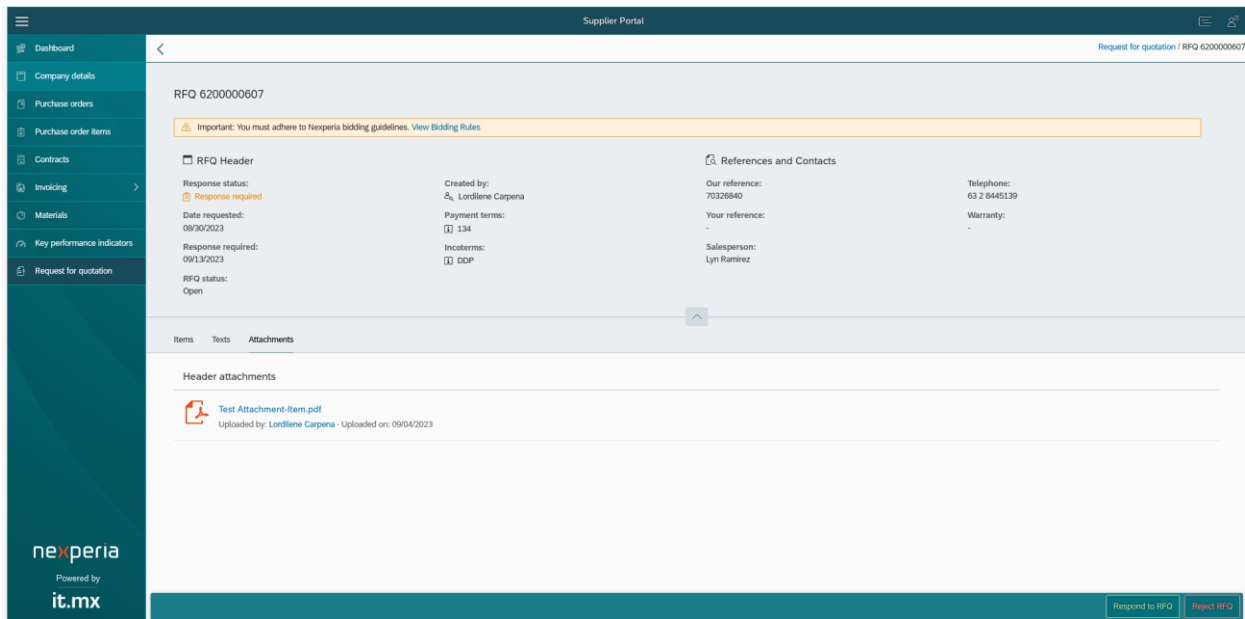 Supplier Portal
Dashboard
Company details
Purchase orders
Purchase order items
Contracts
Invoicing
Materials
Key performance indicators
Request for quotation
Request for quotation / RFQ 6200000607
RFQ 6200000607
Important: You must adhere to Nexperia bidding guidelines. View Bidding Rules
RFQ Header
Response status:
Response required
Date requested:
08/30/2023
Response required:
09/13/2023
RFQ status:
Open
Created by:
Lordilene Carpena
Payment terms:
134
Incoterms:
DDP
References and Contacts
Our reference:
70326840
Your reference:
-
Salesperson:
Lyn Ramirez
Telephone:
63 2 8445139
Warranty:
-
Items Texts Attachments
Header attachments
Test Attachment-Item.pdf
Uploaded by: Lordilene Carpena · Uploaded on: 09/04/2023
nexperia
Powered by
it.mx
Respond to RFQ Reject RFQ